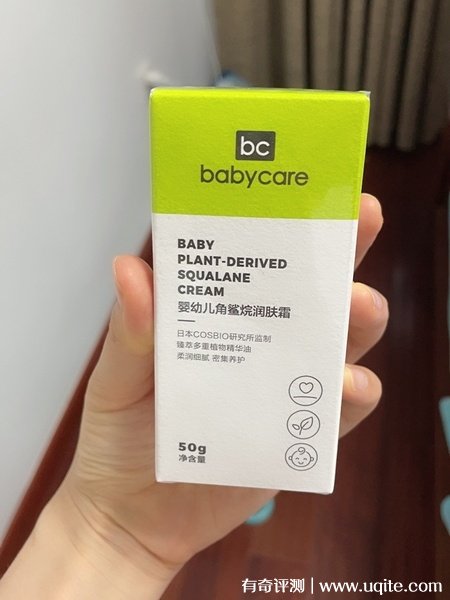 bc
babycare
BABY
PLANT-DERIVED
SQUALANE
CREAM
婴幼儿角鲨烷润肤霜
日本COSBIO研究所监制
臻萃多重植物精华油
柔润细腻 密集养护
50g
净含量
有奇评测 | www.uqite.com